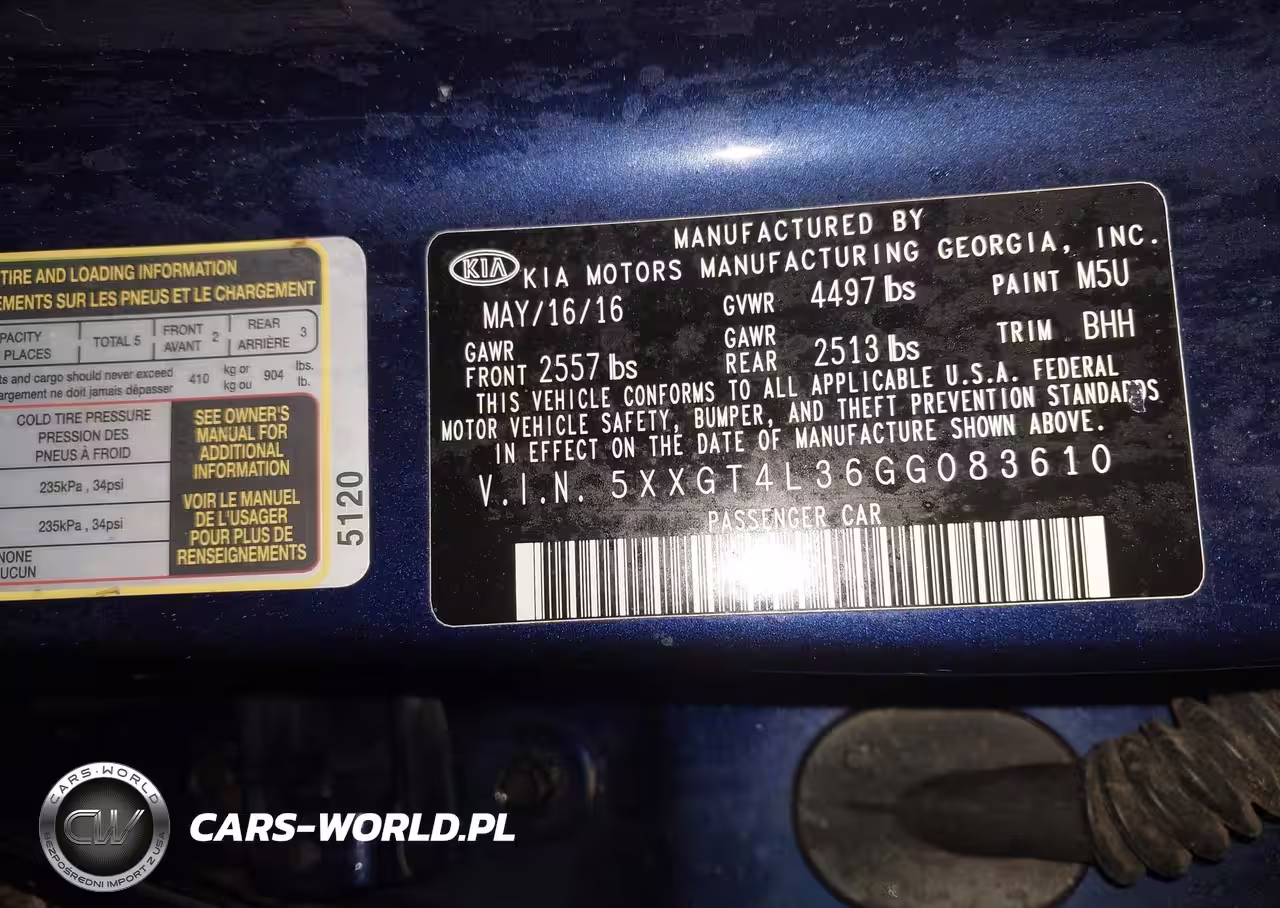 TIRE AND LOADING INFORMATION
EMENTS SUR LES PNEUS ET LE CHARGEMENT
PACITY
PLACES
TOTAL 5
FRONT
AVANT 2
REAR
ARRIÈRE 3
ts and cargo should never exceed
argement ne doit jamais dépasser
410
kg or
kg ou
904
lbs.
lb.
COLD TIRE PRESSURE
PRESSION DES
PNEUS À FROID
235kPa , 34psi
235kPa , 34psi
NONE
UCUN
SEE OWNER'S
MANUAL FOR
ADDITIONAL
INFORMATION
VOIR LE MANUEL
DE L'USAGER
POUR PLUS DE
RENSEIGNEMENTS
5120
MANUFACTURED BY
KIA KIA MOTORS MANUFACTURING GEORGIA, INC.
MAY/16/16 GVWR 4497 lbs PAINT M5U
GAWR FRONT 2557 lbs GAWR REAR 2513 lbs TRIM BHH
THIS VEHICLE CONFORMS TO ALL APPLICABLE U.S.A. FEDERAL
MOTOR VEHICLE SAFETY, BUMPER, AND THEFT PREVENTION STANDARDS
IN EFFECT ON THE DATE OF MANUFACTURE SHOWN ABOVE.
V.I.N. 5XXGT4L36GG083610
PASSENGER CAR
CARS-WORLD
CW
BEZPOŚREDNI IMPORT Z USA
CARS-WORLD.PL